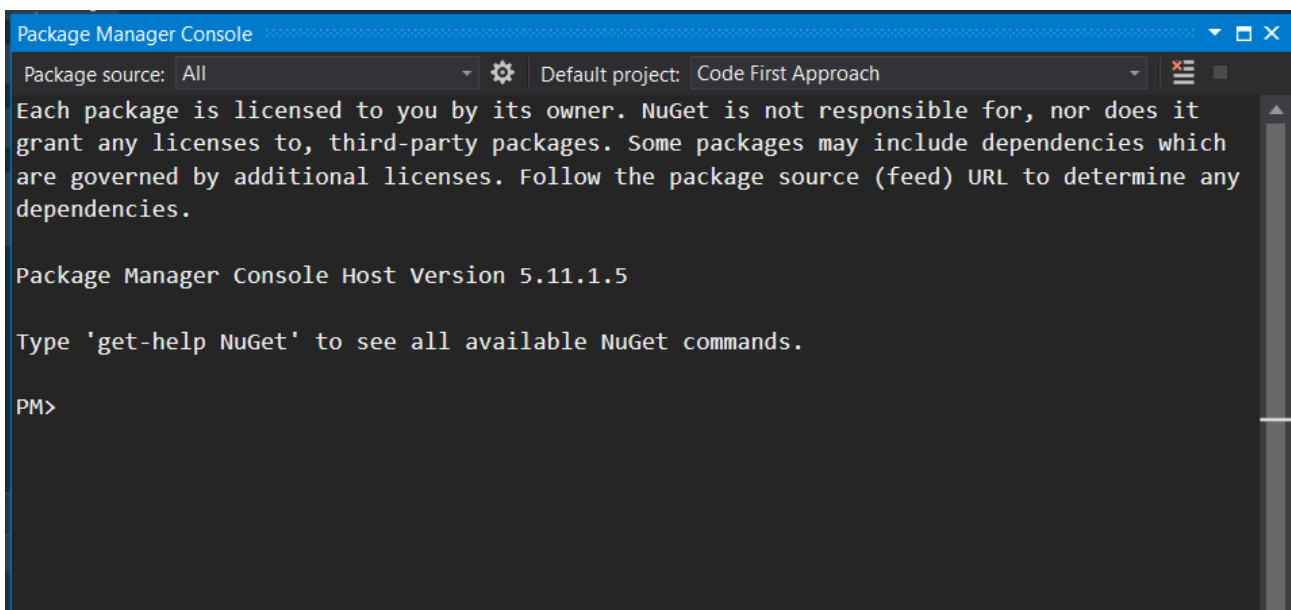 Package Manager Console
Package source: All Default project: Code First Approach
Each package is licensed to you by its owner. NuGet is not responsible for, nor does it
grant any licenses to, third-party packages. Some packages may include dependencies which
are governed by additional licenses. Follow the package source (feed) URL to determine any
dependencies.
Package Manager Console Host Version 5.11.1.5
Type 'get-help NuGet' to see all available NuGet commands.
PM>